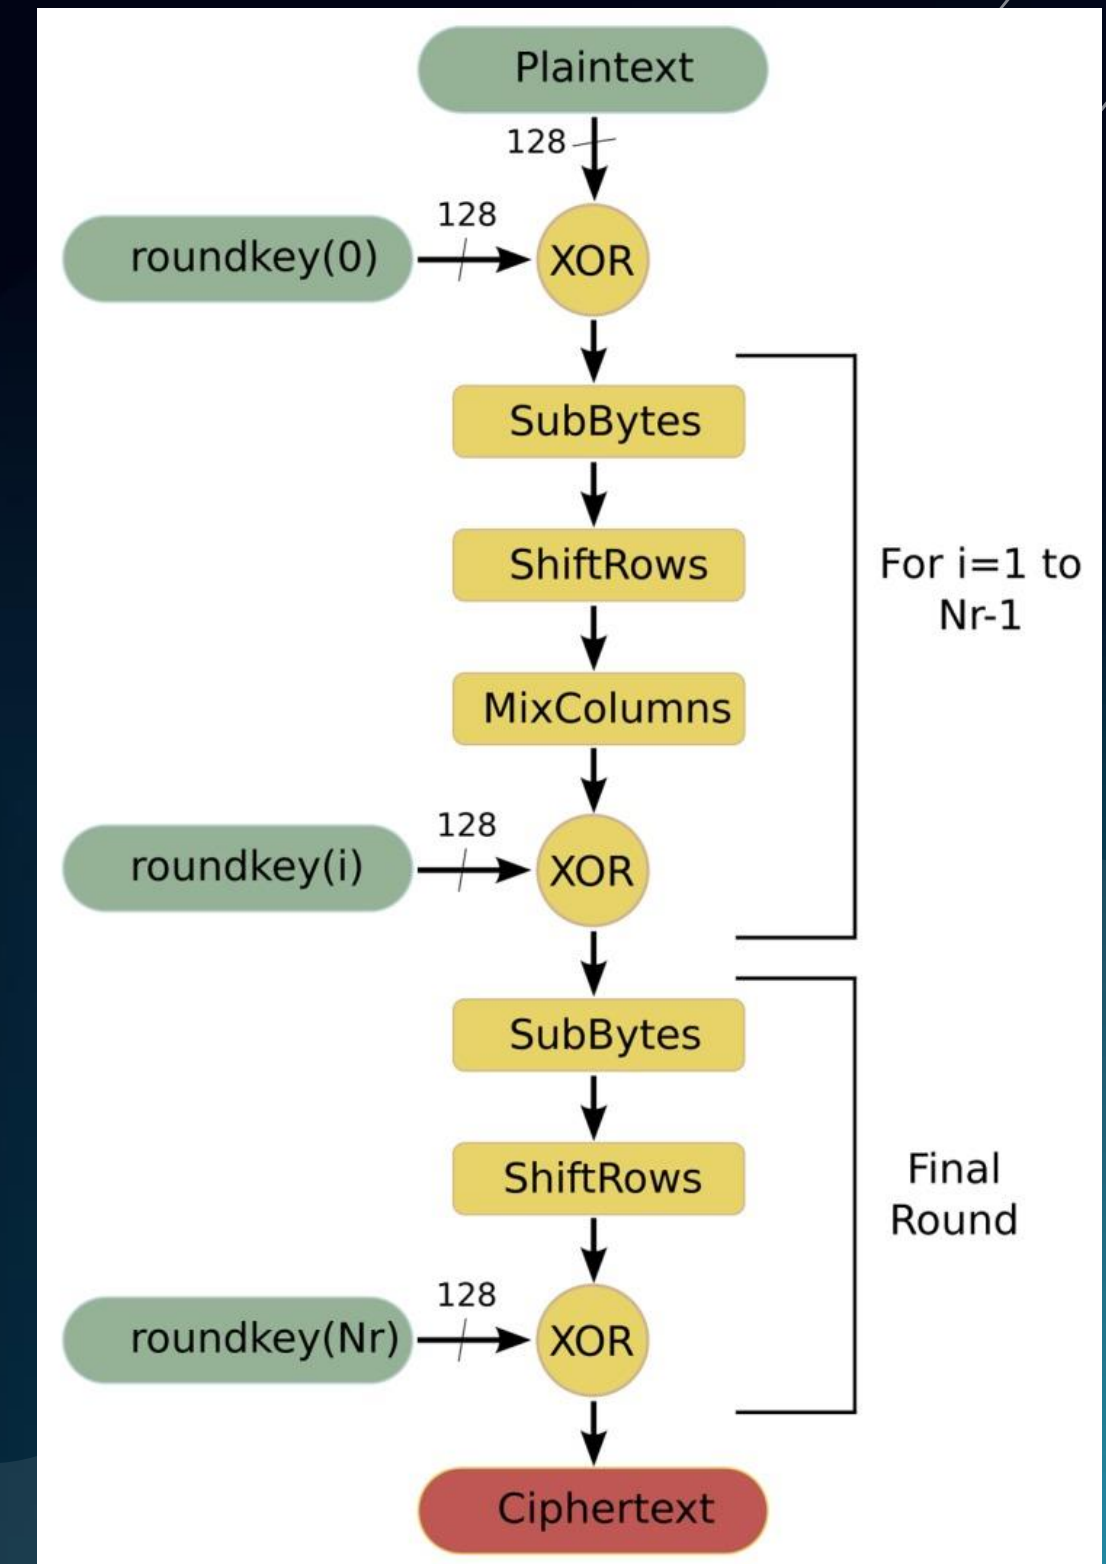 Plaintext
128
128
roundkey(0)
XOR
SubBytes
ShiftRows
For i=1 to
Nr-1
MixColumns
128
roundkey(i)
XOR
SubBytes
ShiftRows
Final
Round
128
roundkey(Nr)
XOR
Ciphertext